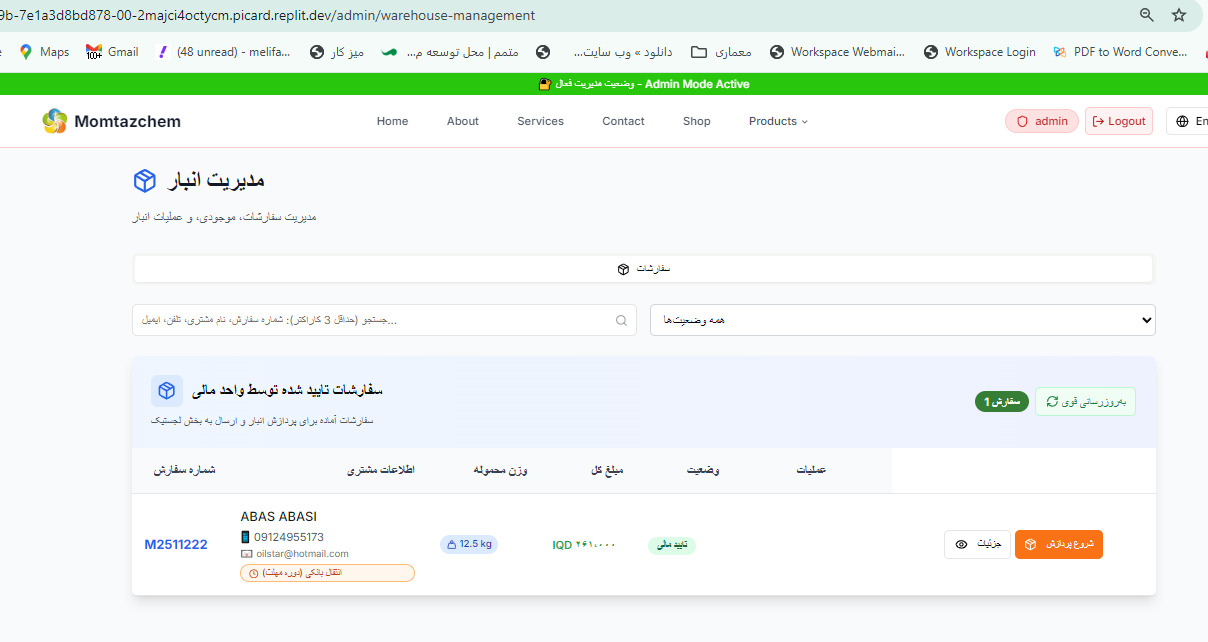 9b-7e1a3d8bd878-00-2majci4octycm.picard.replit.dev/admin/warehouse-management
Maps
Gmail
(48 unread) - melifa...
میز کار
متمم | محل توسعه م...
دانلود » وب سایت...
معماری
Workspace Webmai...
Workspace Login
PDF to Word Conve...
وضعیت مدیریت فعال - Admin Mode Active
Momtazchem
Home
About
Services
Contact
Shop
Products
admin
Logout
En
مدیریت انبار
مدیریت سفارشات، موجودی، و عملیات انبار
سفارشات
جستجو (حداقل 3 کاراکتر): شماره سفارش، نام مشتری، تلفن، ایمیل...
همه وضعیت‌ها
سفارشات تایید شده توسط واحد مالی
سفارشات آماده برای پردازش انبار و ارسال به بخش لجستیک
1 سفارش
به‌روزرسانی قوی
شماره سفارش
اطلاعات مشتری
وزن محموله
مبلغ کل
وضعیت
عملیات
M2511222
ABAS ABASI
09124955173
oilstar@hotmail.com
انتقال بانکی (دوره مهلت)
12.5 kg
IQD ۲۶۱,۰۰۰
تایید مالی
جزئیات
شروع پردازش